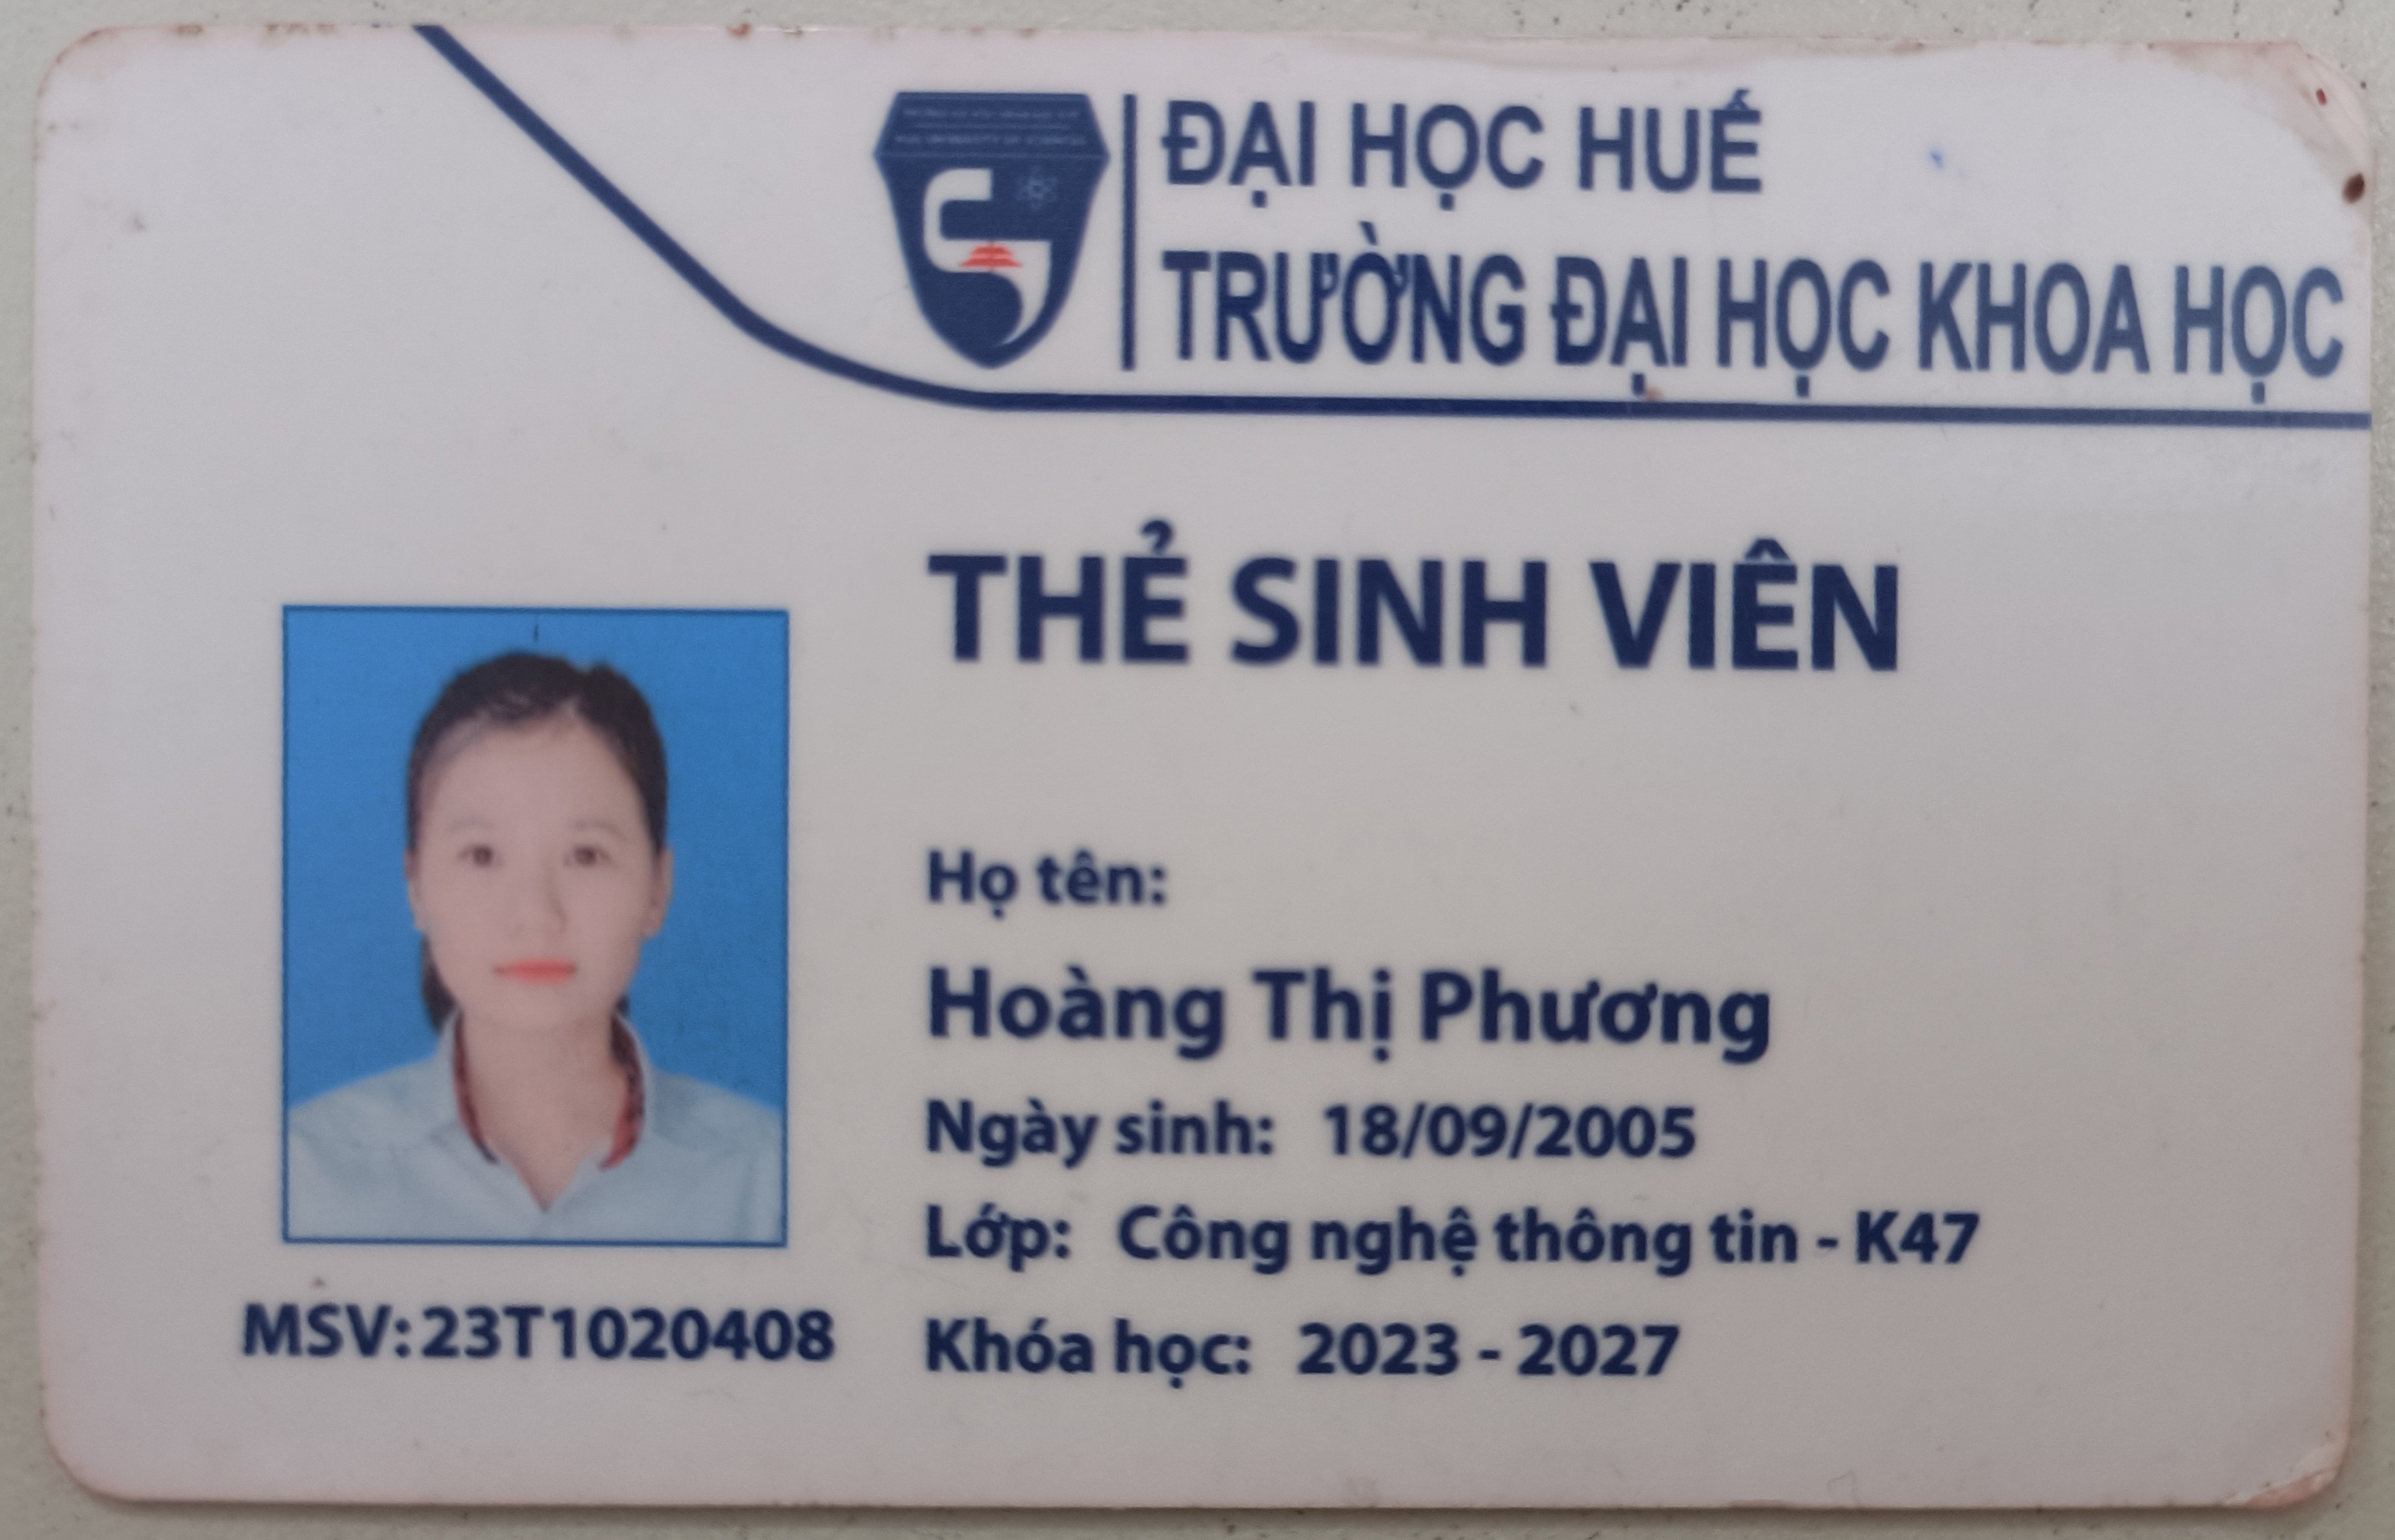 ĐẠI HỌC HUẾ
TRƯỜNG ĐẠI HỌC KHOA HỌC
THẺ SINH VIÊN
Họ tên:
Hoàng Thị Phương
Ngày sinh: 18/09/2005
Lớp: Công nghệ thông tin - K47
Khóa học: 2023 - 2027
MSV: 23T1020408